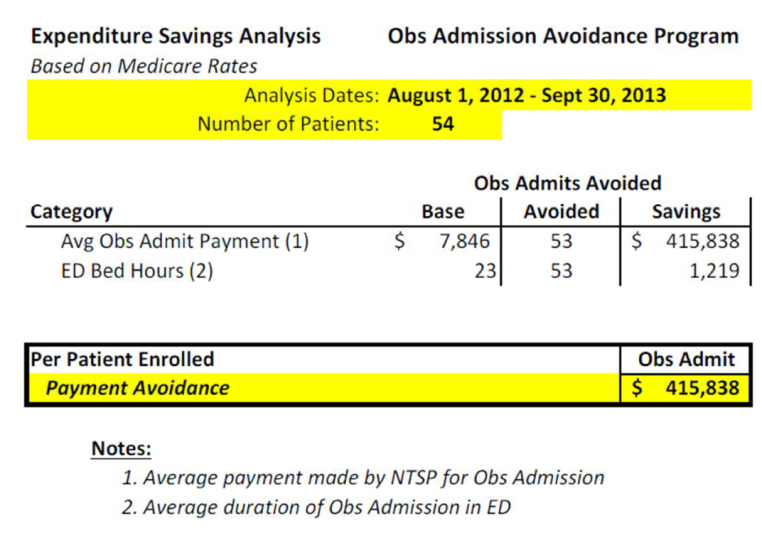 Expenditure Savings Analysis Obs Admission Avoidance Program
Based on Medicare Rates
Analysis Dates: August 1, 2012 - Sept 30, 2013
Number of Patients: 54
Obs Admits Avoided
Category Base Avoided Savings
Avg Obs Admit Payment (1) $ 7,846 53 $ 415,838
ED Bed Hours (2) 23 53 1,219
Per Patient Enrolled Obs Admit
Payment Avoidance $ 415,838
Notes:
1. Average payment made by NTSP for Obs Admission
2. Average duration of Obs Admission in ED